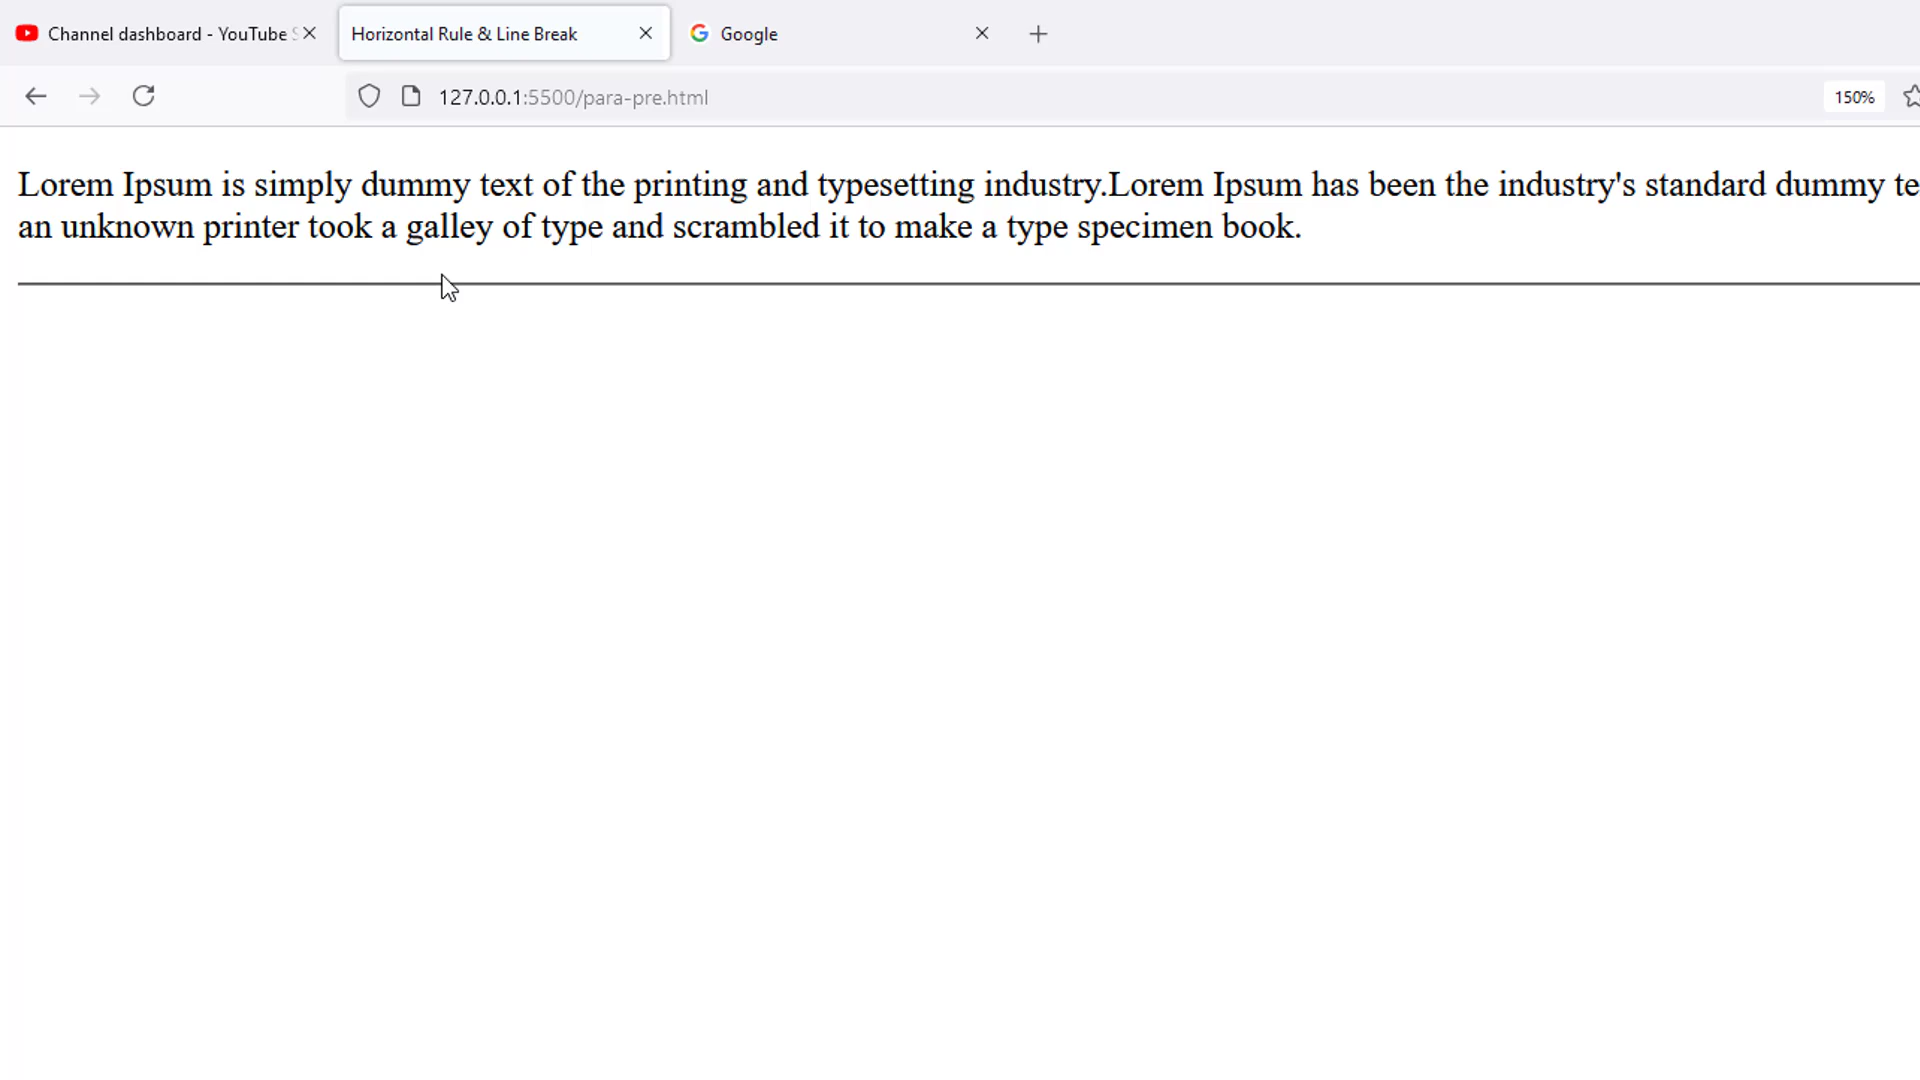 Channel dashboard - YouTube S
Horizontal Rule & Line Break
Google
127.0.0.1:5500/para-pre.html
150%
Lorem Ipsum is simply dummy text of the printing and typesetting industry.Lorem Ipsum has been the industry's standard dummy te
an unknown printer took a galley of type and scrambled it to make a type specimen book.